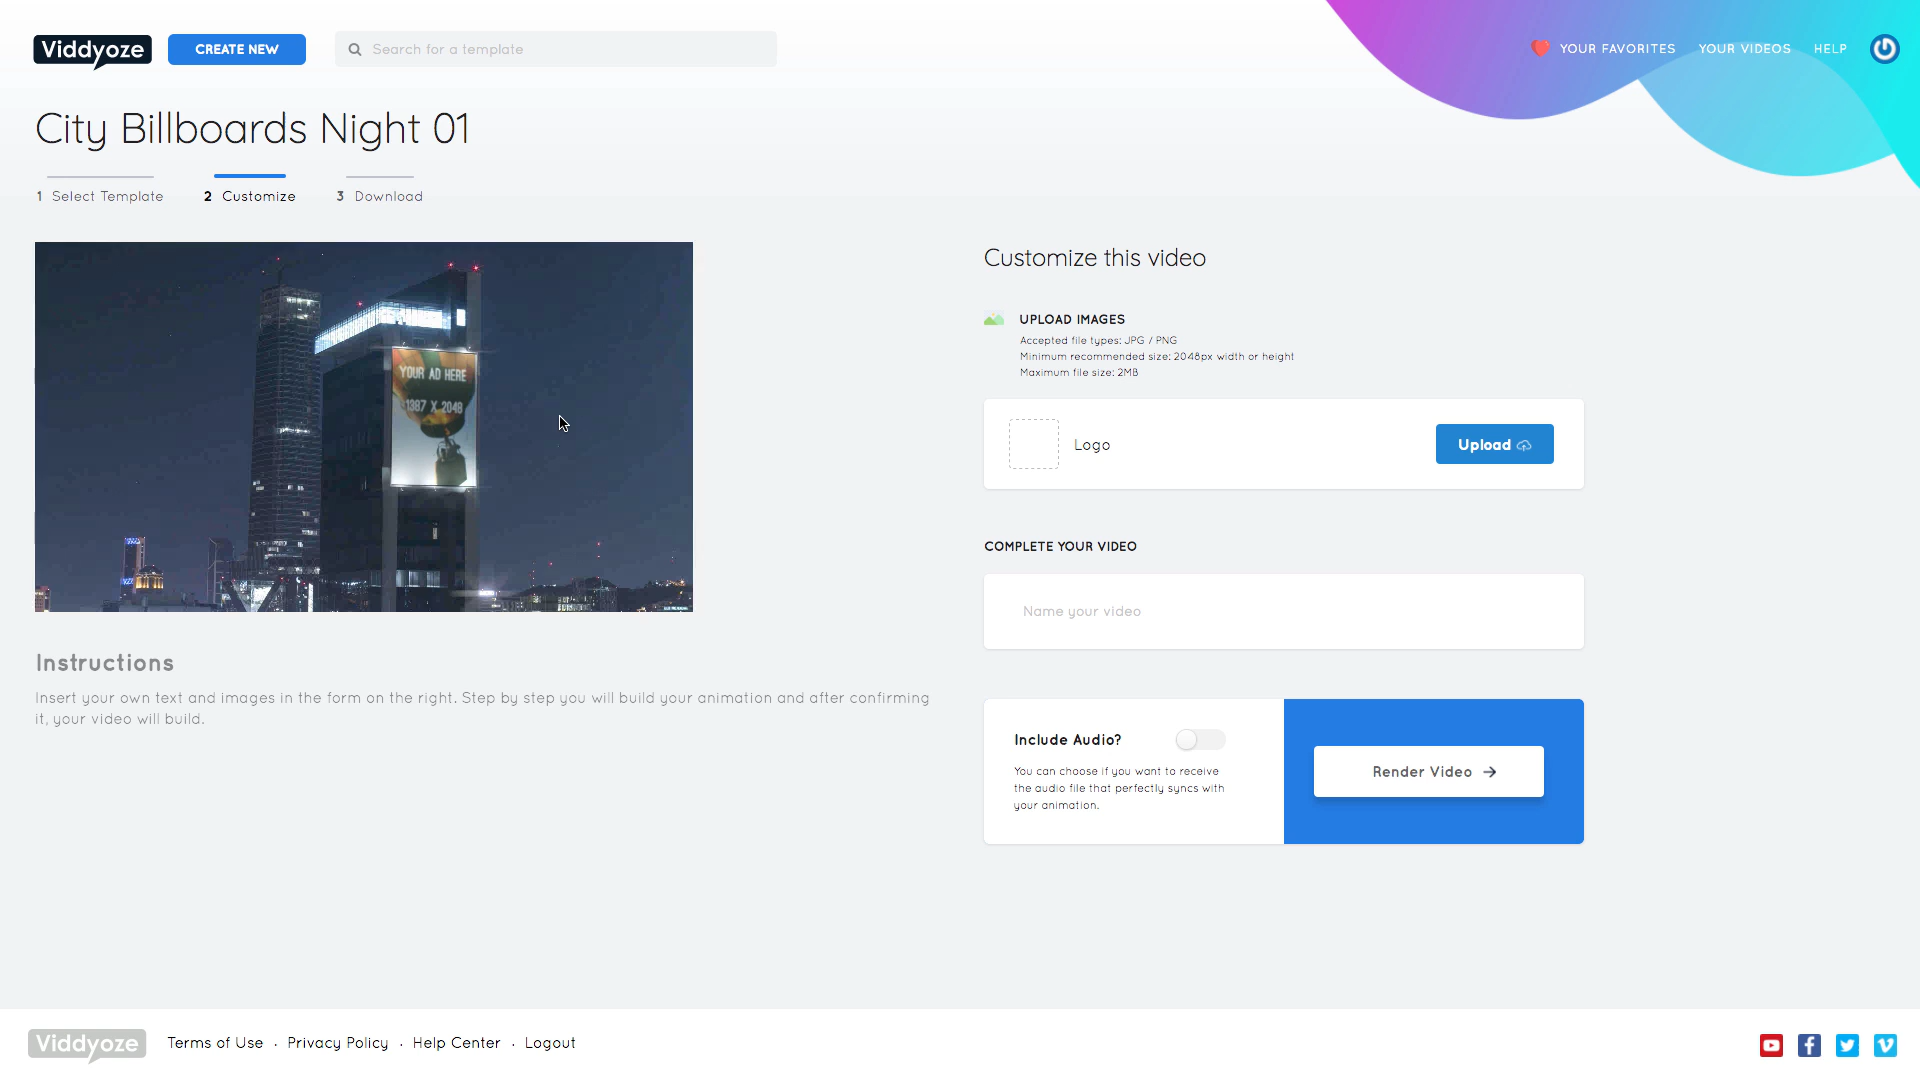 Viddyoze
CREATE NEW
Search for a template
YOUR FAVORITES
YOUR VIDEOS
HELP
City Billboards Night 01
1 Select Template
2 Customize
3 Download
YOUR AD HERE
1387 X 2048
Customize this video
UPLOAD IMAGES
Accepted file types: JPG / PNG
Minimum recommended size: 2048px width or height
Maximum file size: 2MB
Logo
Upload
COMPLETE YOUR VIDEO
Name your video
Instructions
Insert your own text and images in the form on the right. Step by step you will build your animation and after confirming
it, your video will build.
Include Audio?
You can choose if you want to receive
the audio file that perfectly syncs with
your animation.
Render Video
Viddyoze
Terms of Use . Privacy Policy . Help Center . Logout